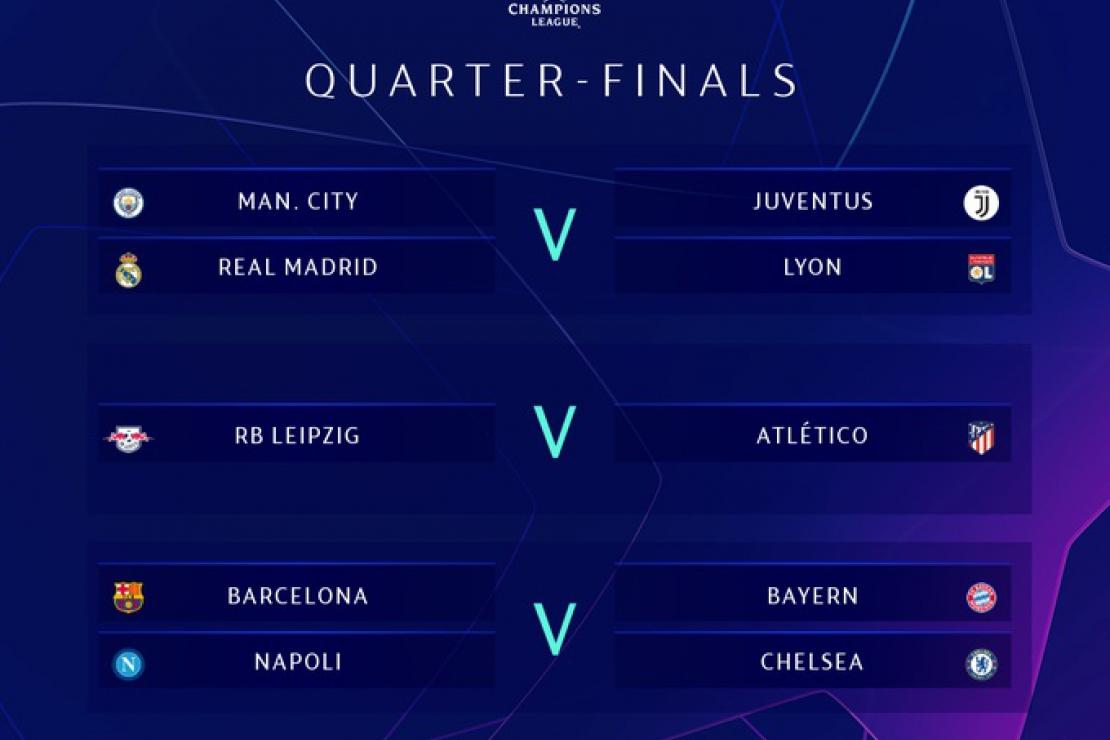 CHAMPIONS
LEAGUE
QUARTER-FINALS
MAN. CITY
REAL MADRID
V
JUVENTUS
LYON
RB LEIPZIG
V
ATLÉTICO
BARCELONA
NAPOLI
V
BAYERN
CHELSEA